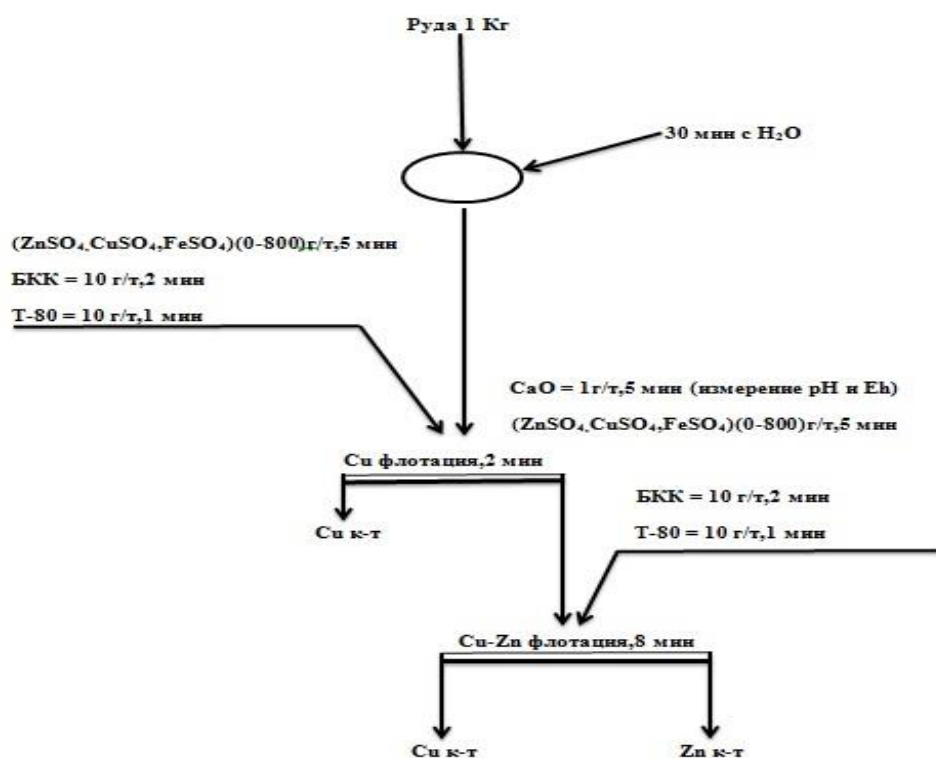 Руда 1 Кг
30 мин с H₂O
(ZnSO₄,CuSO₄,FeSO₄)(0-800)г/т,5 мин
БКК = 10 г/т,2 мин
Т-80 = 10 г/т,1 мин
CaO = 1г/т,5 мин (измерение pH и Eh)
(ZnSO₄,CuSO₄,FeSO₄)(0-800)г/т,5 мин
Cu флотация,2 мин
БКК = 10 г/т,2 мин
Т-80 = 10 г/т,1 мин
Cu к-т
Cu-Zn флотация,8 мин
Cu к-т
Zn к-т